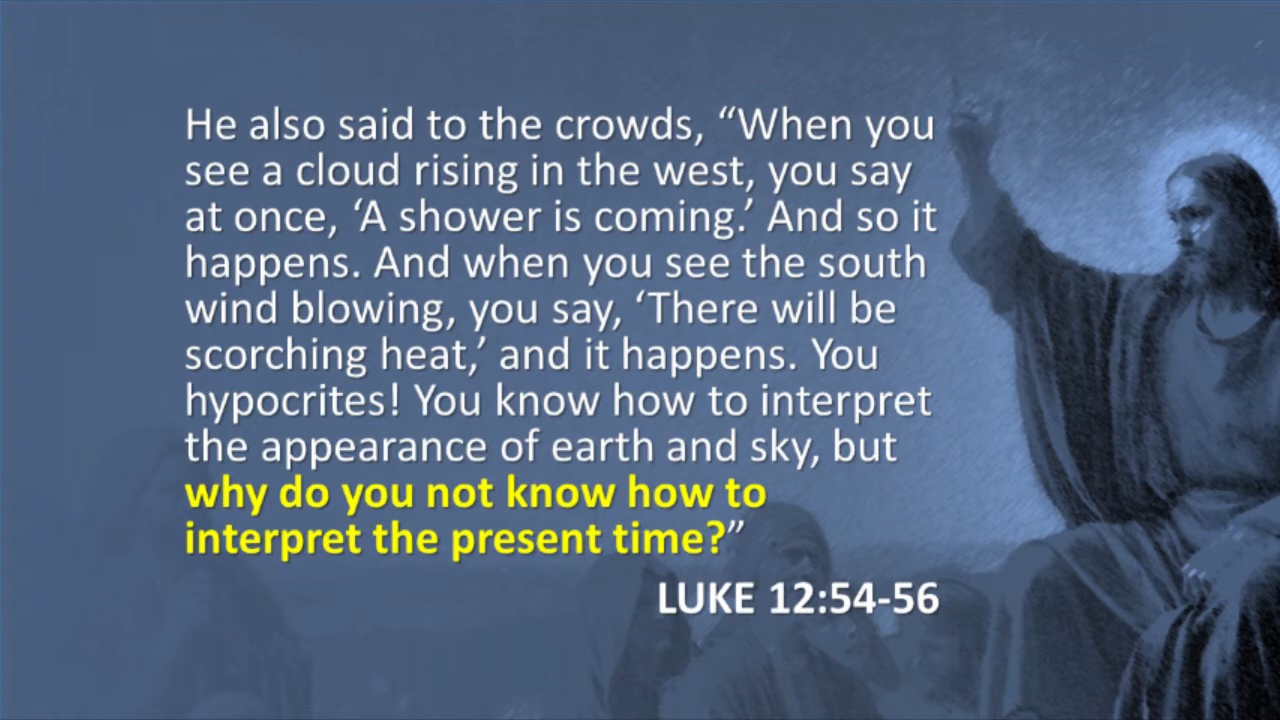 He also said to the crowds, “When you
see a cloud rising in the west, you say
at once, ‘A shower is coming.’ And so it
happens. And when you see the south
wind blowing, you say, ‘There will be
scorching heat,’ and it happens. You
hypocrites! You know how to interpret
the appearance of earth and sky, but
why do you not know how to
interpret the present time?”
LUKE 12:54-56